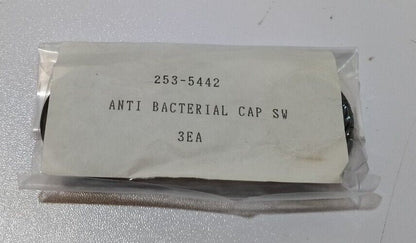 253-5442
ANTI BACTERIAL CAP SW
3EA